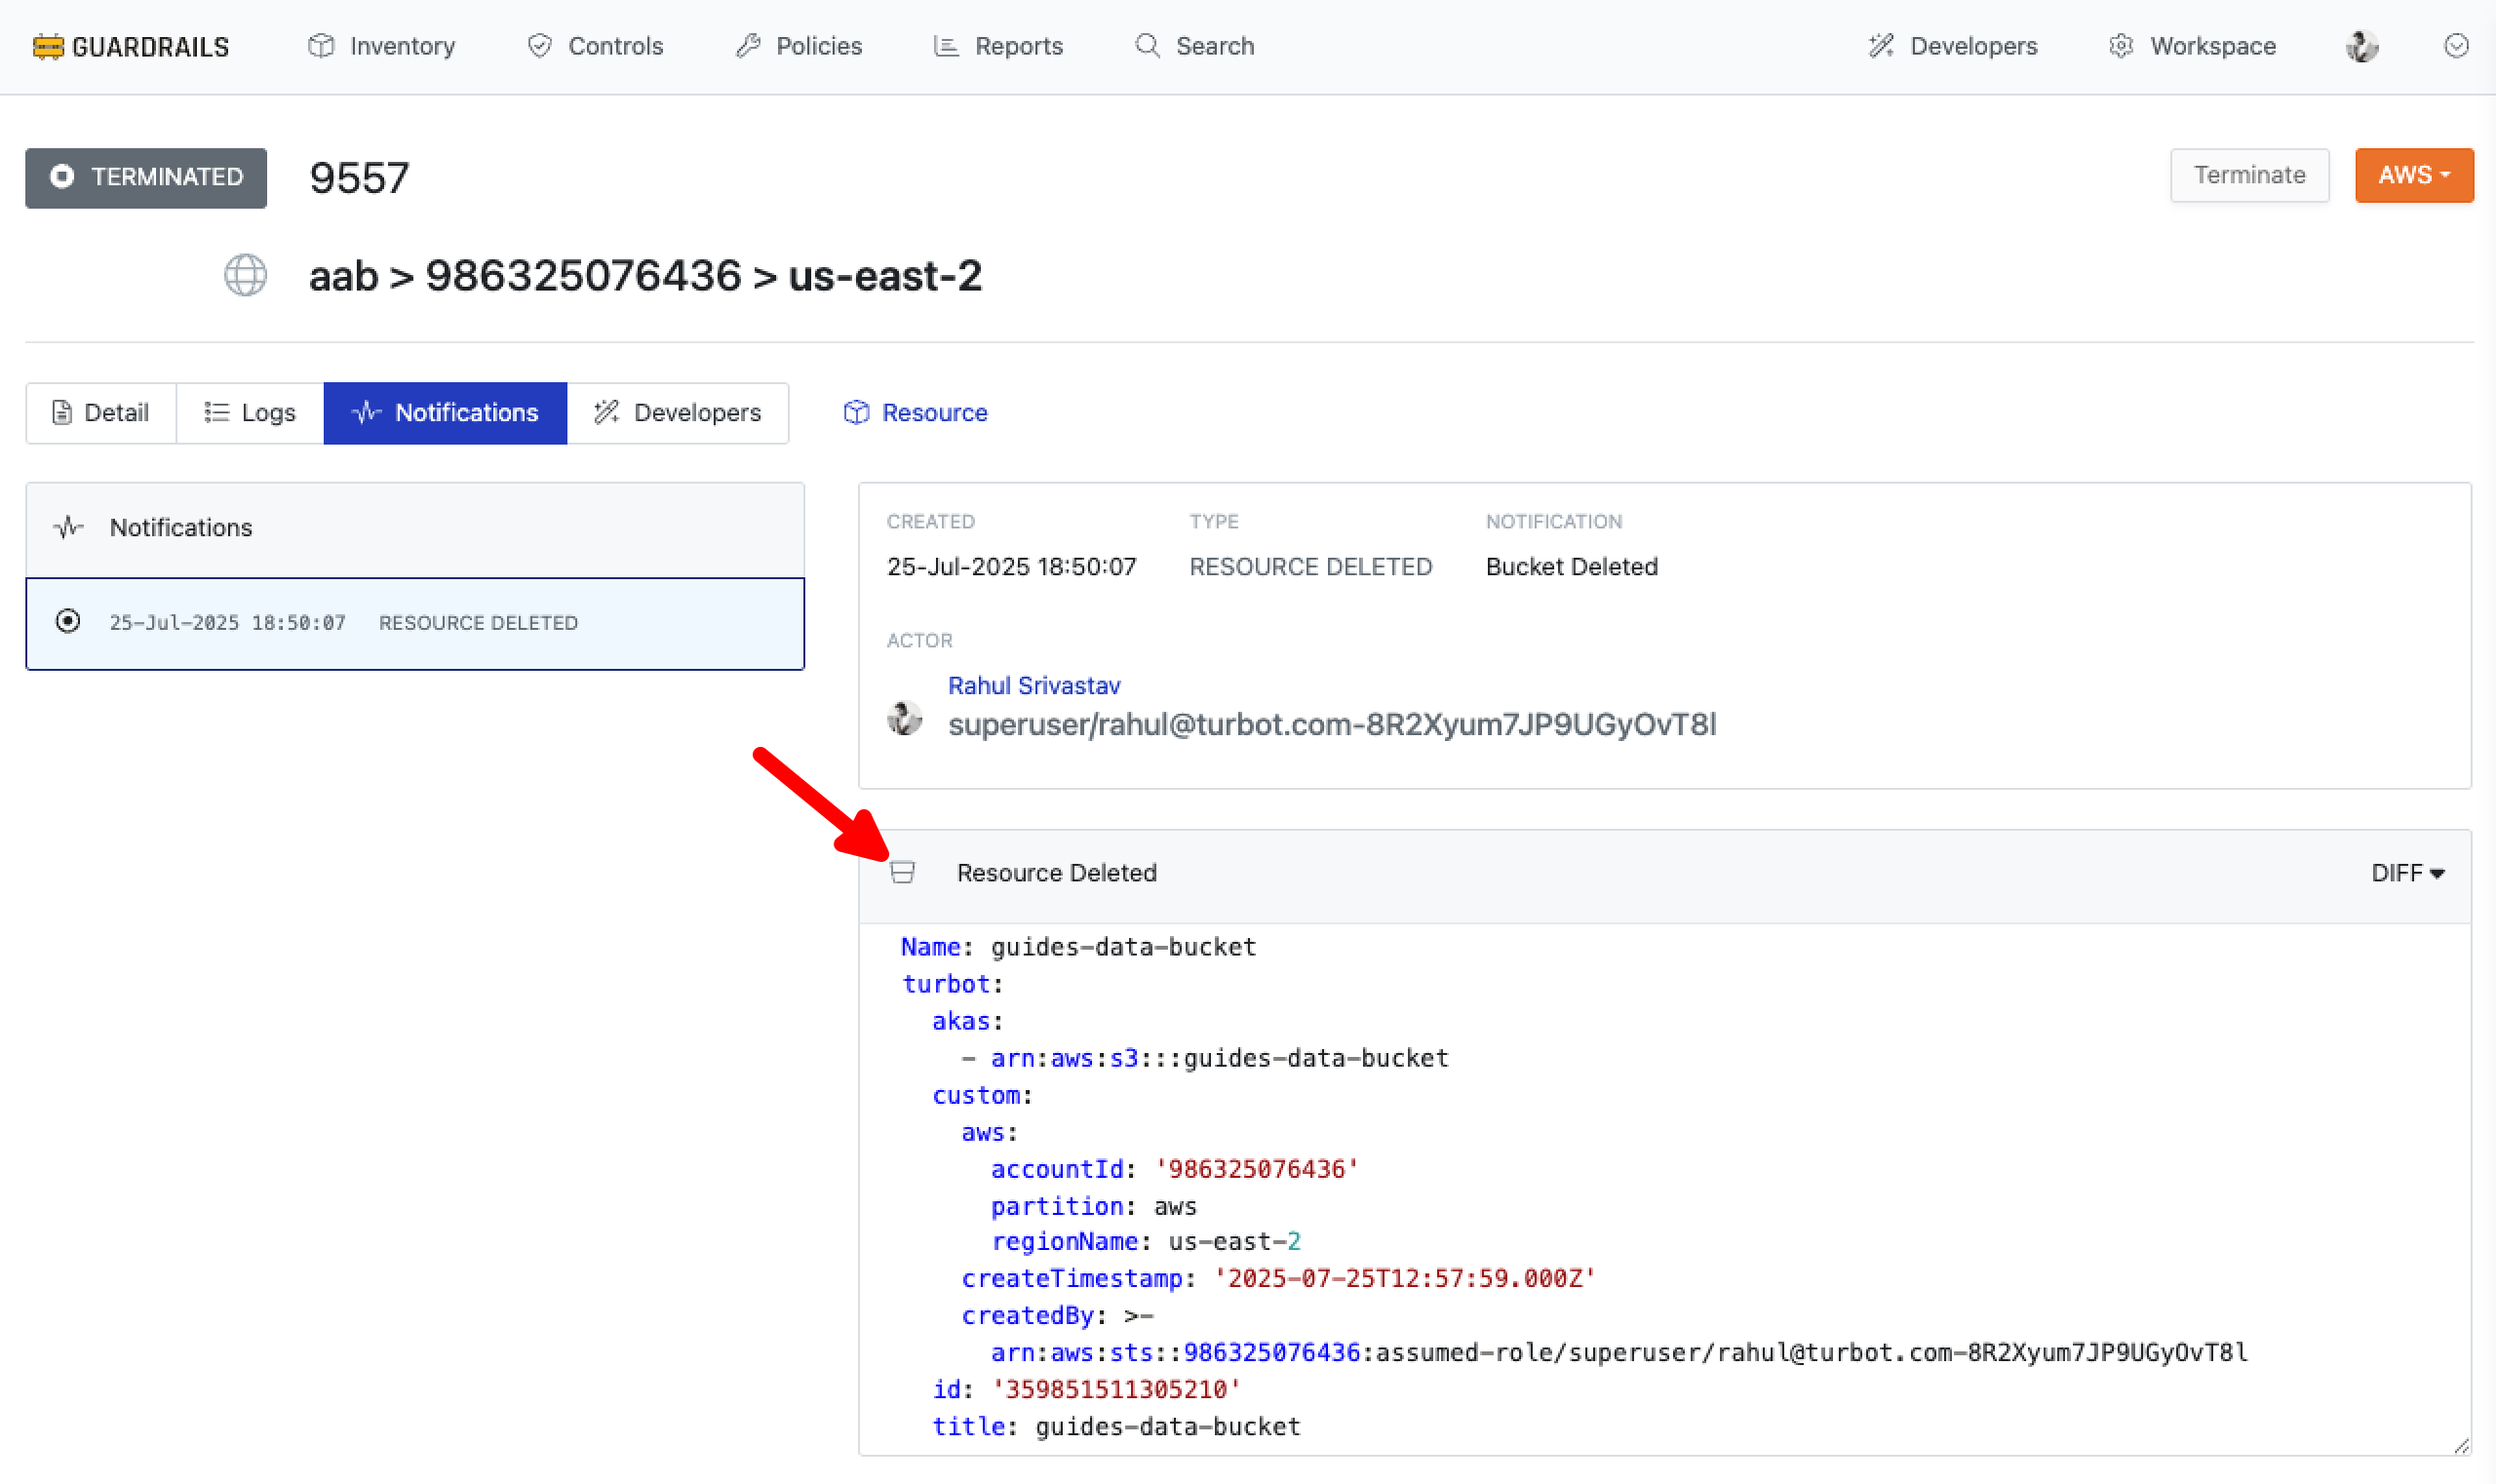 GUARDRAILS Inventory Controls Policies Reports Search Developers Workspace
TERMINATED 9557 Terminate AWS
aab > 986325076436 > us-east-2
Detail Logs Notifications Developers Resource
Notifications
25-Jul-2025 18:50:07 RESOURCE DELETED
CREATED TYPE NOTIFICATION
25-Jul-2025 18:50:07 RESOURCE DELETED Bucket Deleted
ACTOR
Rahul Srivastav
superuser/rahul@turbot.com-8R2Xyum7JP9UGyOvT8l
Resource Deleted DIFF
Name: guides-data-bucket
turbot:
akas:
- arn:aws:s3:::guides-data-bucket
custom:
aws:
accountId: '986325076436'
partition: aws
regionName: us-east-2
createTimestamp: '2025-07-25T12:57:59.000Z'
createdBy: >-
arn:aws:sts::986325076436:assumed-role/superuser/rahul@turbot.com-8R2Xyum7JP9UGyOvT8l
id: '359851511305210'
title: guides-data-bucket